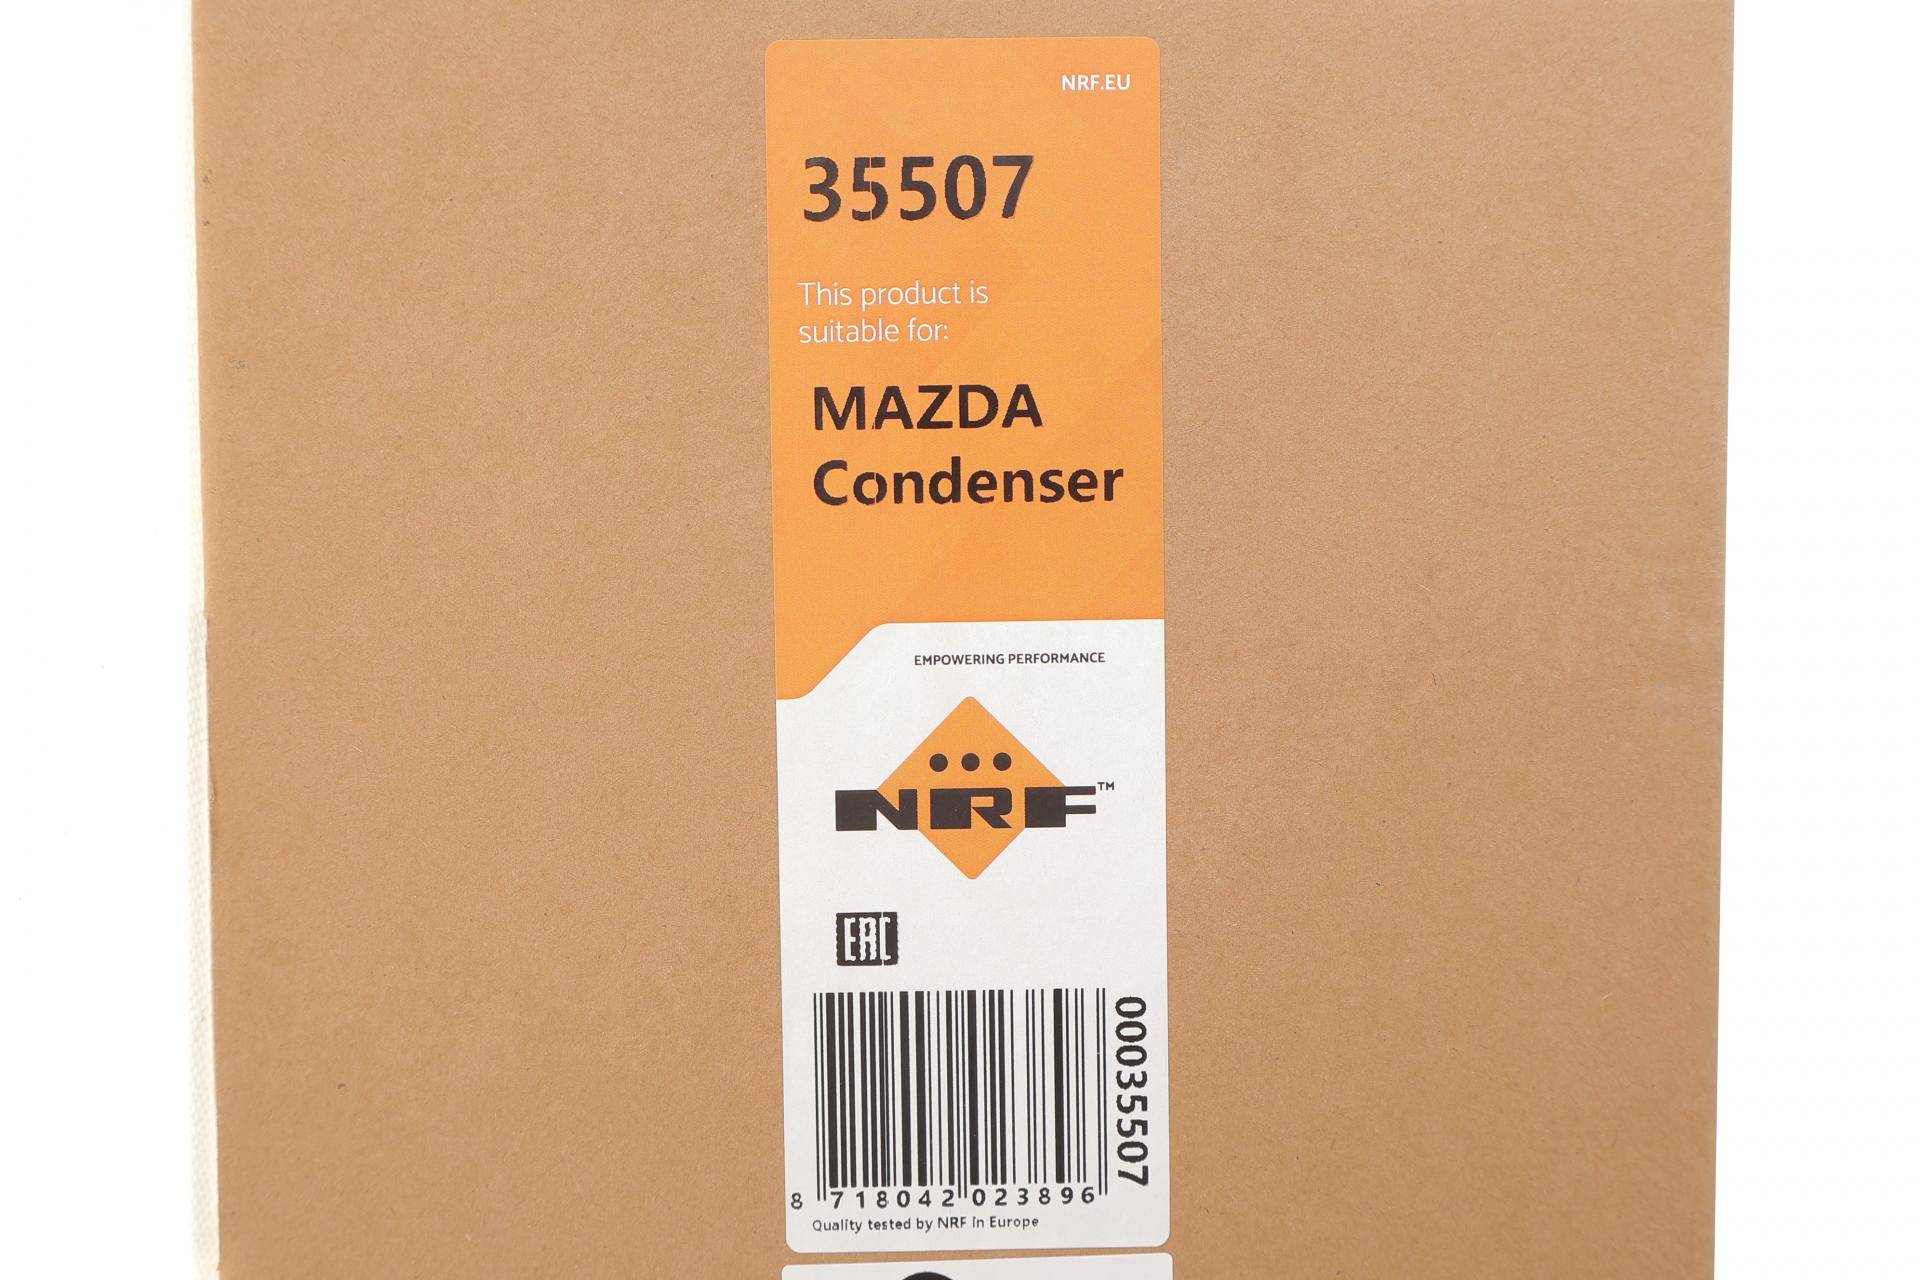 NRF.EU
35507
This product is
suitable for:
MAZDA
Condenser
EMPOWERING PERFORMANCE
NRF™
EAC
00035507
8 718042 023896
Quality tested by NRF in Europe